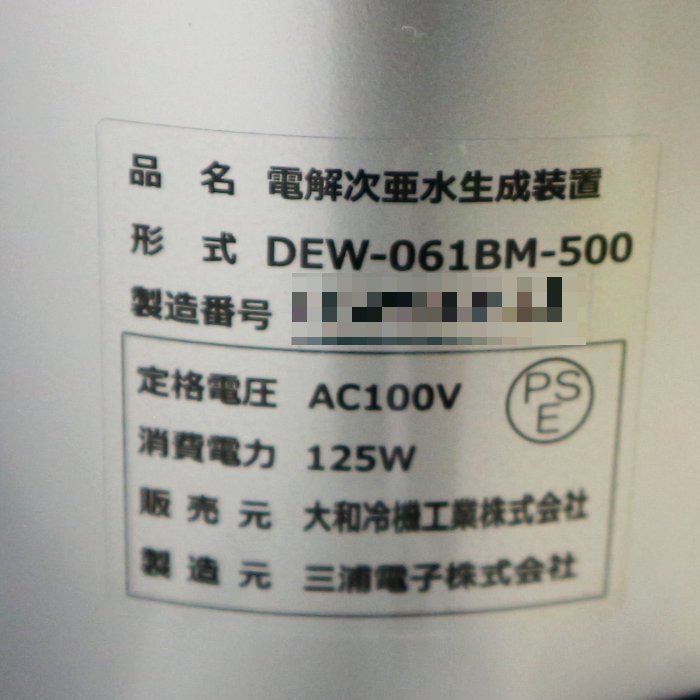 品名 電解次亜水生成装置
形式 DEW-061BM-500
製造番号
定格電圧 AC100V
PSE
消費電力 125W
販売元 大和冷機工業株式会社
製造元 三浦電子株式会社